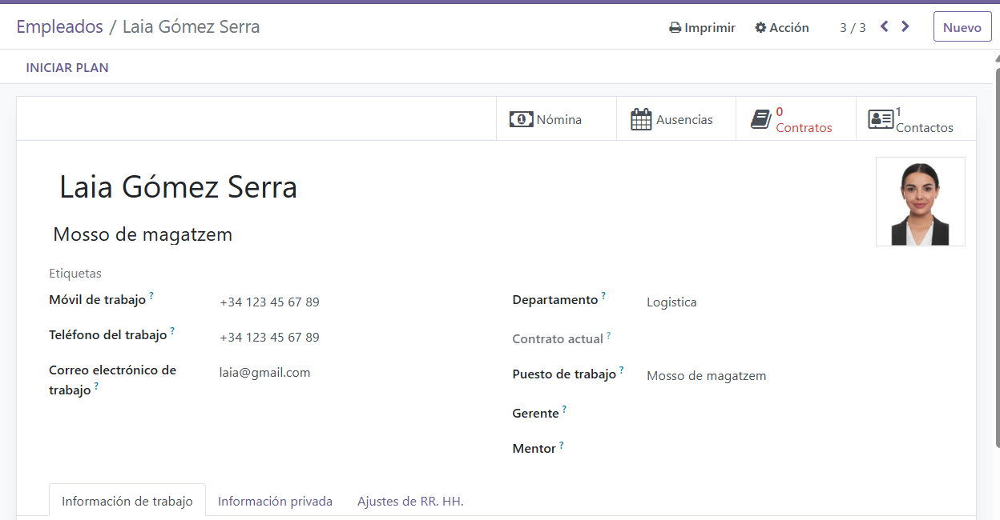 Empleados / Laia Gómez Serra
Imprimir Acción 3 / 3 Nuevo
INICIAR PLAN
Nómina
Ausencias
0
Contratos
1
Contactos
Laia Gómez Serra
Mosso de magatzem
Etiquetas
Móvil de trabajo ? +34 123 45 67 89
Teléfono del trabajo ? +34 123 45 67 89
Correo electrónico de
trabajo ? laia@gmail.com
Departamento ? Logistica
Contrato actual ?
Puesto de trabajo ? Mosso de magatzem
Gerente ?
Mentor ?
Información de trabajo Información privada Ajustes de RR. HH.